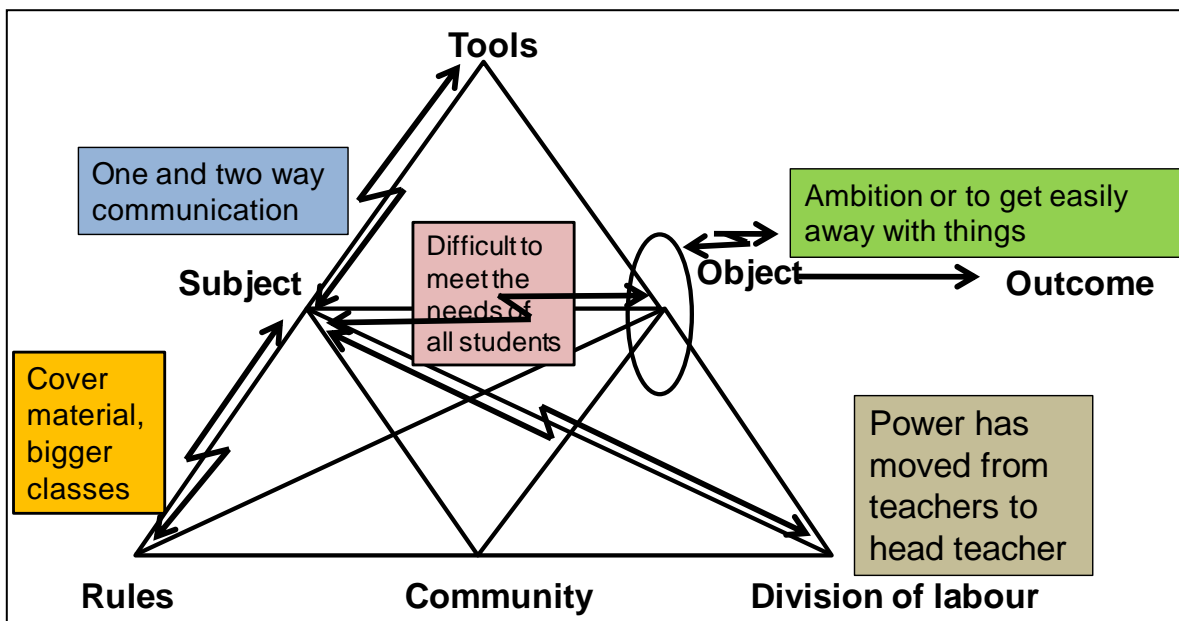 Tools
One and two way
communication
Ambition or to get easily
away with things
Difficult to
meet the
needs of
all students
Subject
Object
Outcome
Cover
material,
bigger
classes
Power has
moved from
teachers to
head teacher
Rules
Community
Division of labour